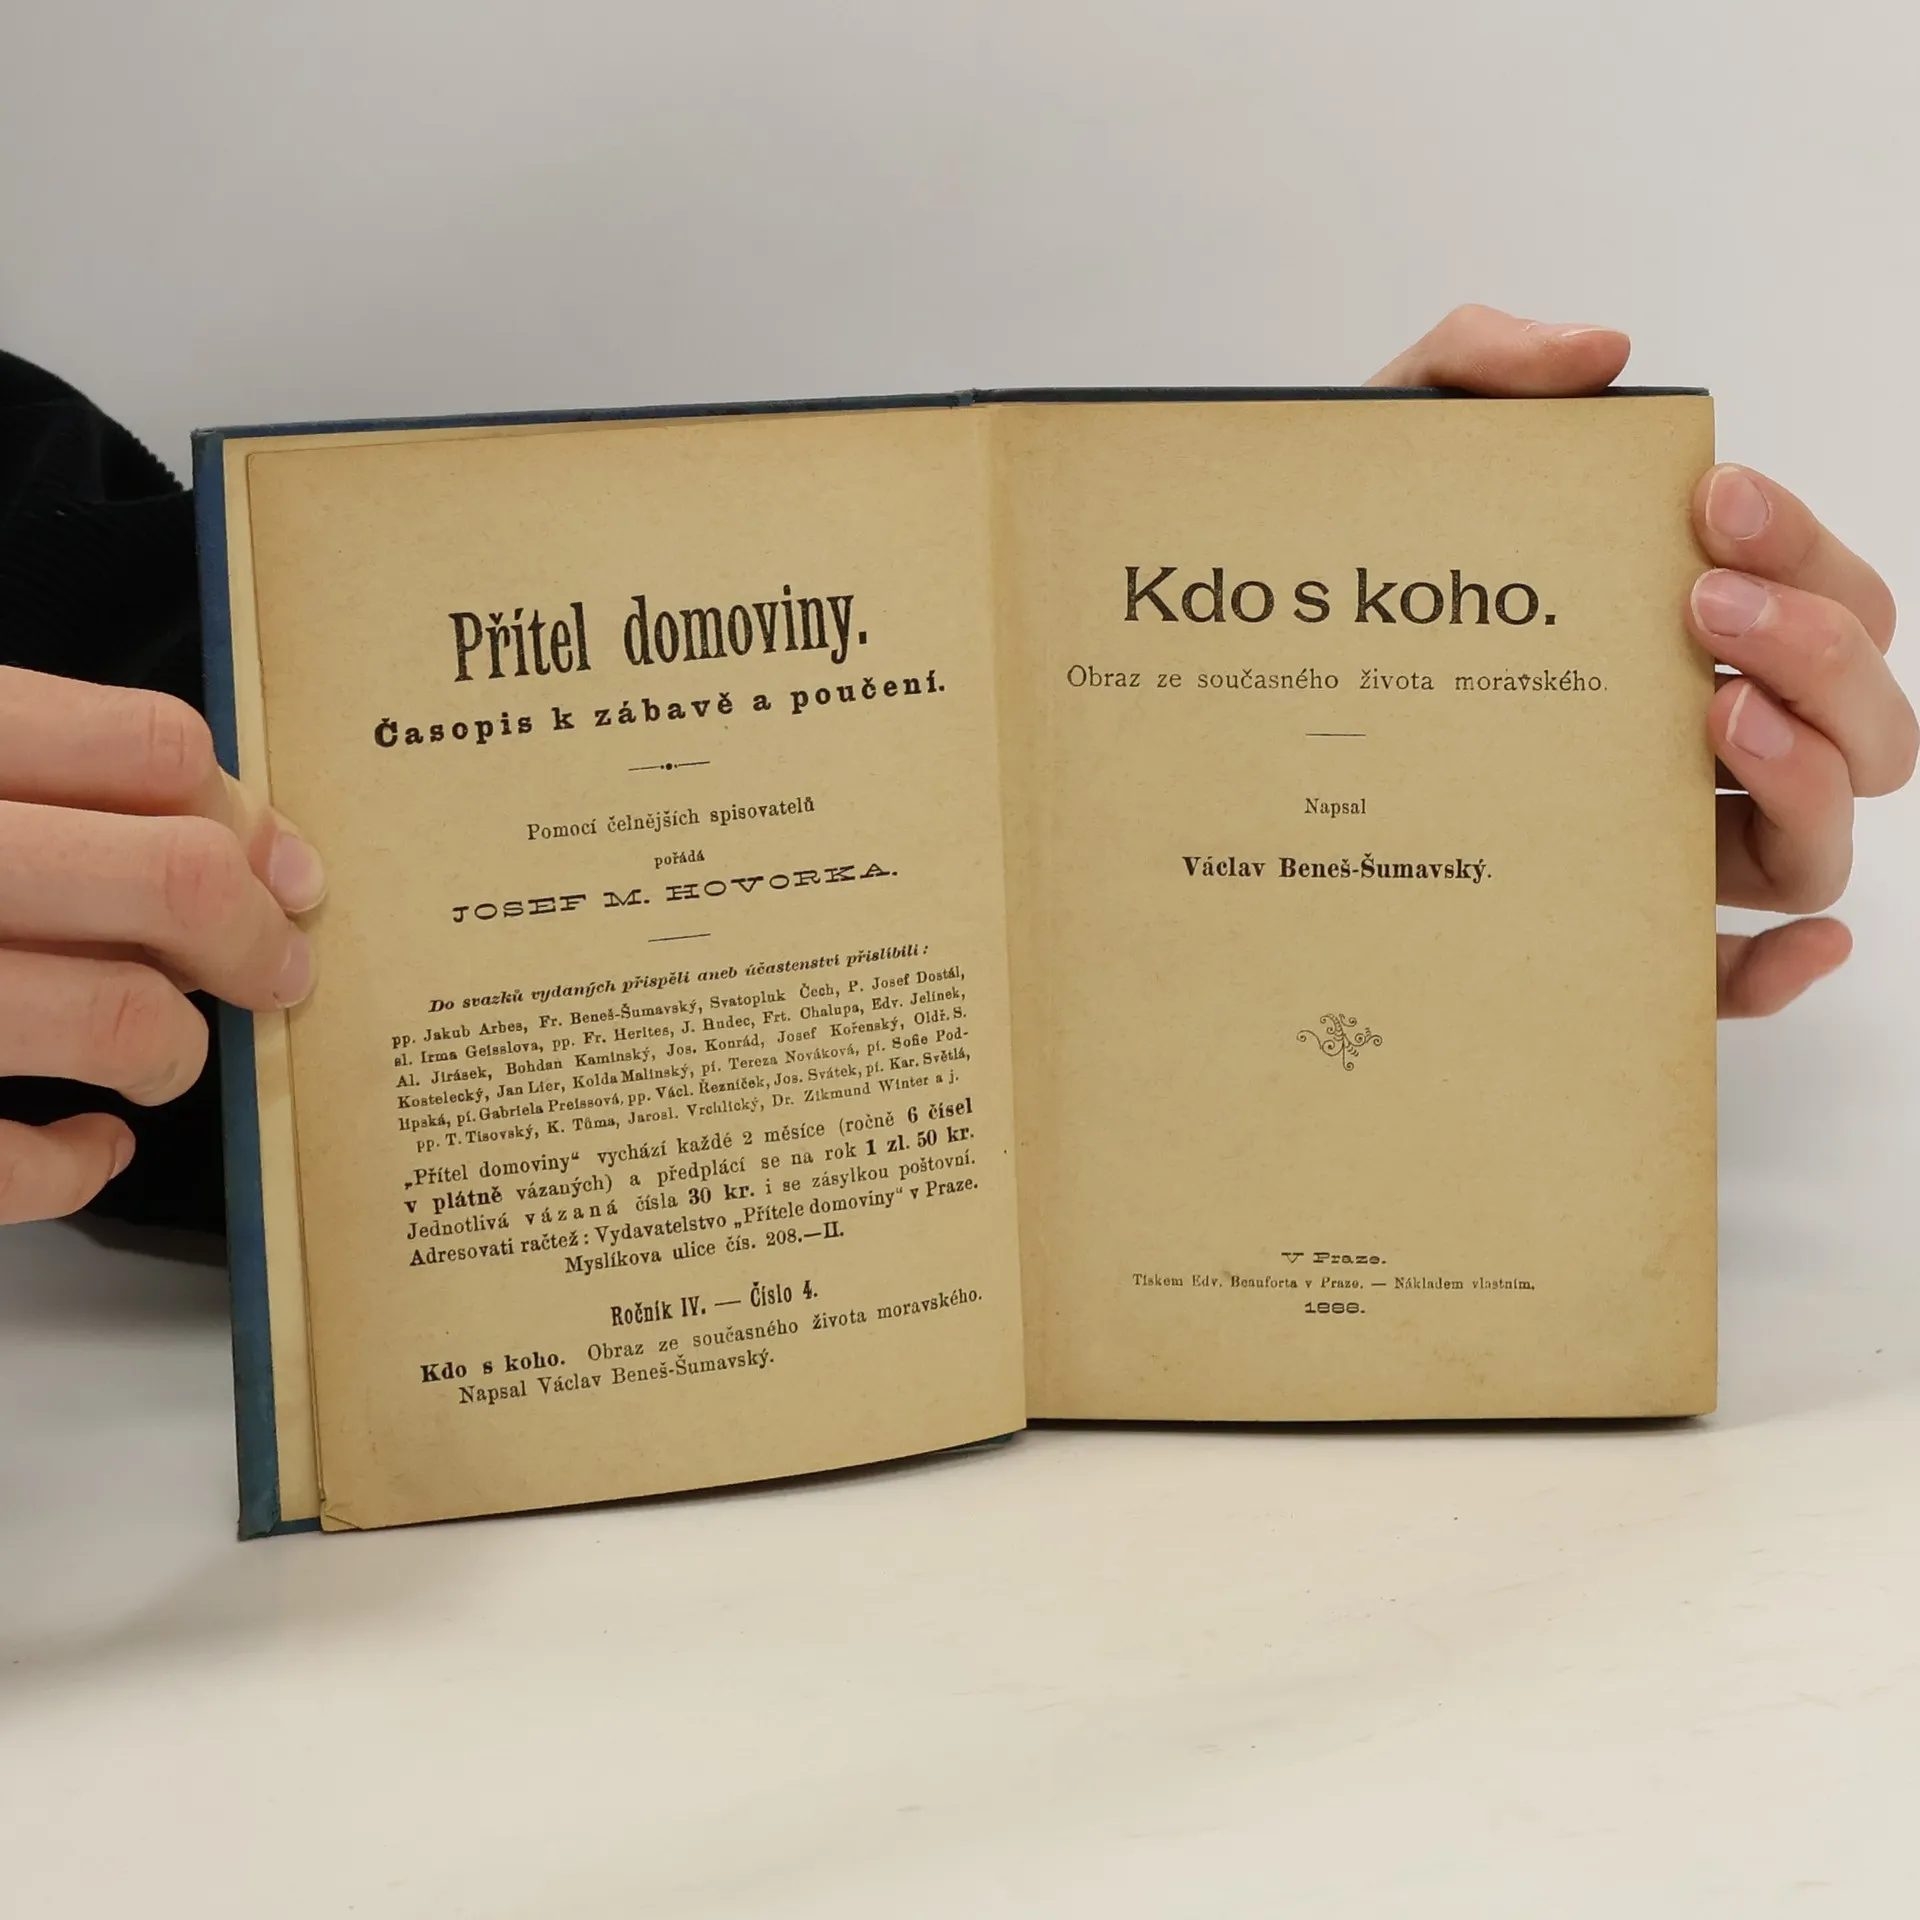 Přítel domoviny.
Časopis k zábavě a poučení.
Pomocí čelnějších spisovatelů
pořádá
JOSEF M. HOVORKA.
Do svazků vydaných přispěli aneb účastenství přislíbili:
pp. Jakub Arbes, Fr. Beneš-Šumavský, Svatopluk Čech, P. Josef Dostál,
sl. Irma Geisslova, pp. Fr. Herites, J. Hudec, Frt. Chalupa, Edv. Jelínek,
Al. Jirásek, Bohdan Kaminský, Jos. Konrád, Josef Kořenský, Oldř. S.
Kostelecký, Jan Lier, Kolda Malinský, pí. Tereza Nováková, pí. Sofie Pod-
lipská, pí. Gabriela Preissová, pp. Václ. Řezníček, Jos. Svátek, pí. Kar. Světlá,
pp. T. Tisovský, K. Tůma, Jarosl. Vrchlický, Dr. Zikmund Winter a j.
„Přítel domoviny“ vychází každé 2 měsíce (ročně 6 čísel
v plátně vázaných) a předplácí se na rok 1 zl. 50 kr.
Jednotlivá vázaná čísla 30 kr. i se zásylkou poštovní.
Adresovati račtež: Vydavatelstvo „Přítele domoviny“ v Praze.
Myslíkova ulice čís. 208.—II.
Ročník IV. — Číslo 4.
Kdo s koho. Obraz ze současného života moravského.
Napsal Václav Beneš-Šumavský.
Kdo s koho.
Obraz ze současného života moravského.
Napsal
Václav Beneš-Šumavský.
V Praze.
Tiskem Edv. Beauforta v Praze. — Nákladem vlastním.
1888.